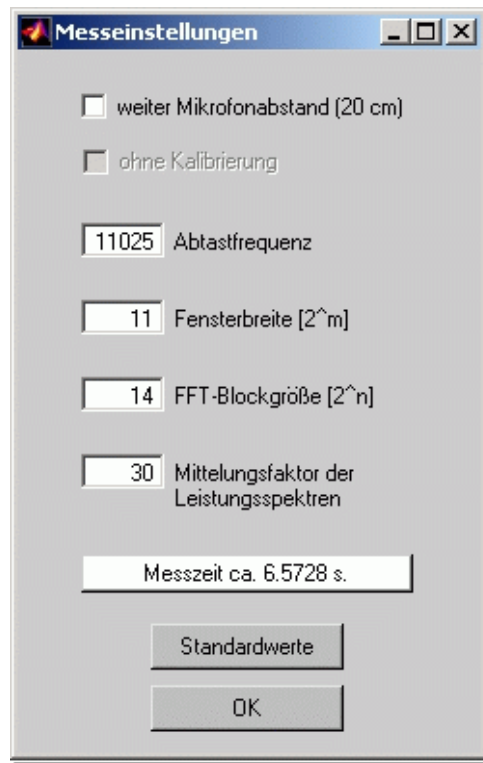 Messeinstellungen
weiter Mikrofonabstand (20 cm)
ohne Kalibrierung
11025 Abtastfrequenz
11 Fensterbreite [2^m]
14 FFT-Blockgröße [2^n]
30 Mittelungsfaktor der
Leistungsspektren
Messzeit ca. 6.5728 s.
Standardwerte
OK